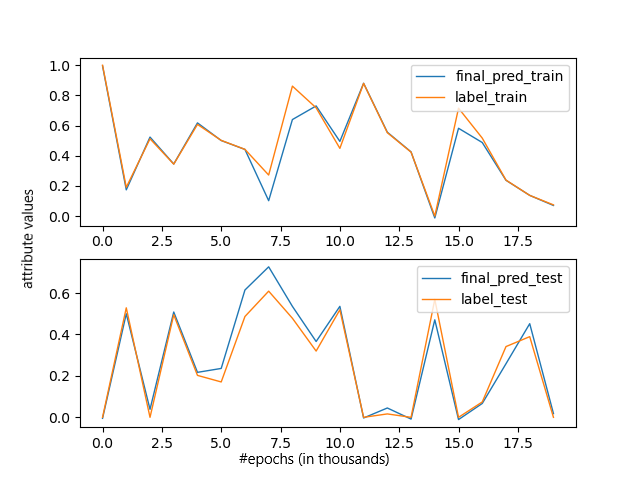 1.0
0.8
0.6
0.4
0.2
0.0
final_pred_train
label_train
0.0 2.5 5.0 7.5 10.0 12.5 15.0 17.5
attribute values
0.6
0.4
0.2
0.0
final_pred_test
label_test
0.0 2.5 5.0 7.5 10.0 12.5 15.0 17.5
#epochs (in thousands)